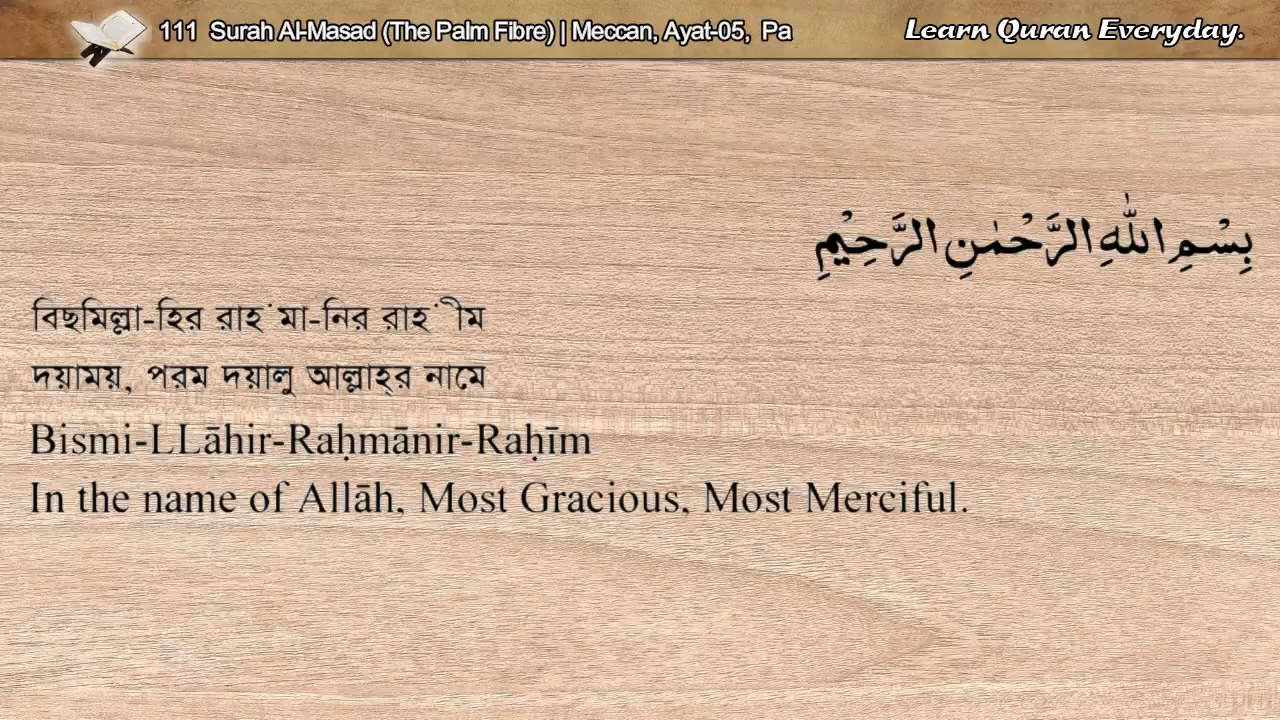 111 Surah Al-Masad (The Palm Fibre) | Meccan, Ayat-05, Pa
Learn Quran Everyday.
بِسْمِ اللّٰهِ الرَّحْمٰنِ الرَّحِيْمِ
বিছমিল্লা-হির রাহ˙মা-নির রাহ˙ীম
দয়াময়, পরম দয়ালু আল্লাহ্‌র নামে
Bismi-LLāhir-Raḥmānir-Raḥīm
In the name of Allāh, Most Gracious, Most Merciful.